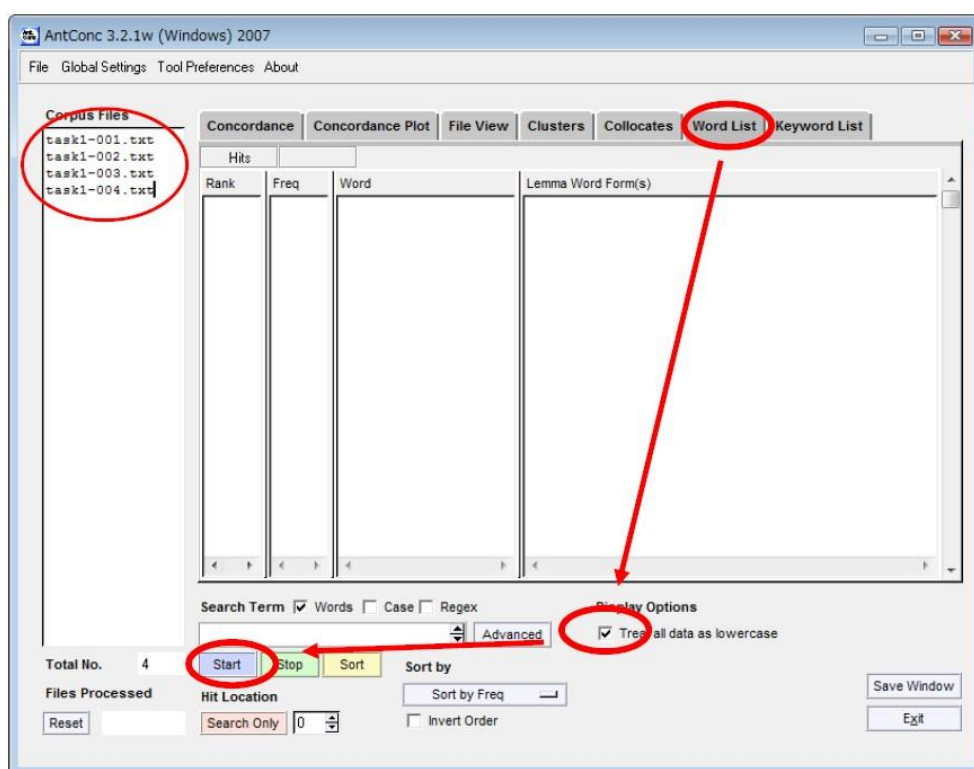 AntConc 3.2.1w (Windows) 2007
File Global Settings Tool Preferences About
Corpus Files
task1-001.txt
task1-002.txt
task1-003.txt
task1-004.txt
Concordance Concordance Plot File View Clusters Collocates Word List Keyword List
Hits
Rank Freq Word Lemma Word Form(s)
Search Term Words Case Regex
Advanced
Display Options
Treat all data as lowercase
Total No. 4
Start Stop Sort
Sort by
Sort by Freq
Invert Order
Files Processed
Reset
Hit Location
Search Only 0
Save Window
Exit